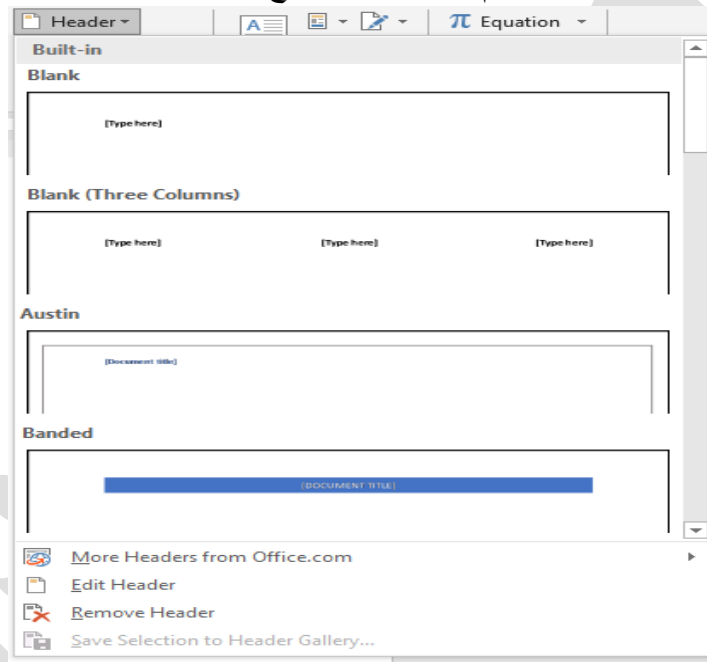 Header
A
π Equation
Built-in
Blank
[Type here]
Blank (Three Columns)
[Type here] [Type here] [Type here]
Austin
[Document title]
Banded
[DOCUMENT TITLE]
More Headers from Office.com
Edit Header
Remove Header
Save Selection to Header Gallery...